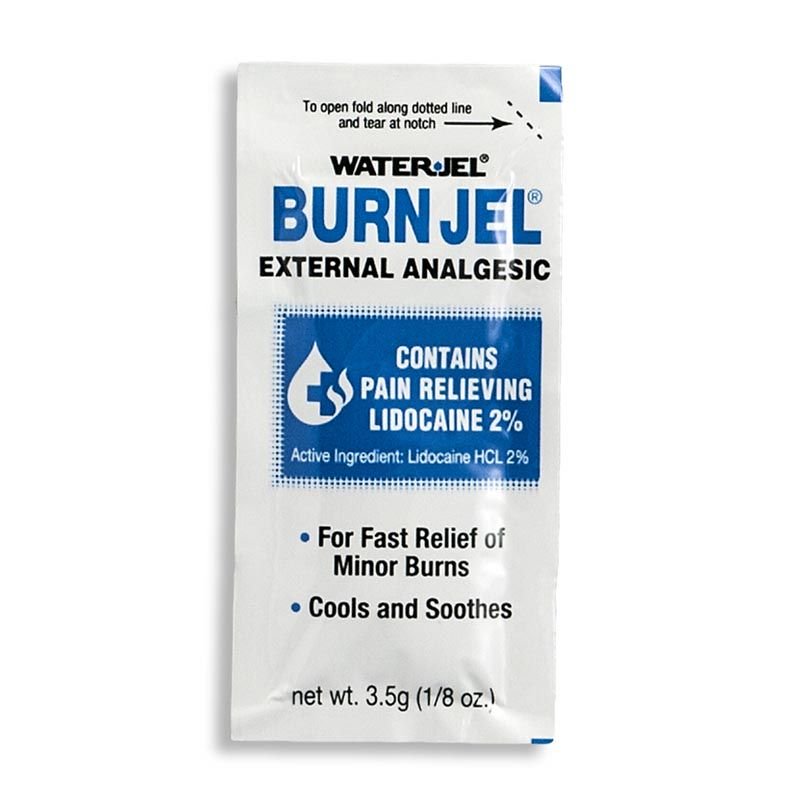 To open fold along dotted line
and tear at notch
WATER-JEL®
BURN JEL®
EXTERNAL ANALGESIC
CONTAINS
PAIN RELIEVING
LIDOCAINE 2%
Active Ingredient: Lidocaine HCL 2%
• For Fast Relief of
Minor Burns
• Cools and Soothes
net wt. 3.5g (1/8 oz.)